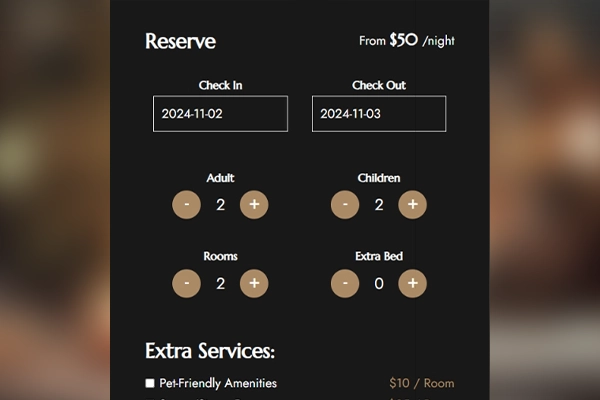 Reserve From $50 /night
Check In Check Out
2024-11-02 2024-11-03
Adult Children
- 2 + - 2 +
Rooms Extra Bed
- 2 + - 0 +
Extra Services:
Pet-Friendly Amenities $10 / Room